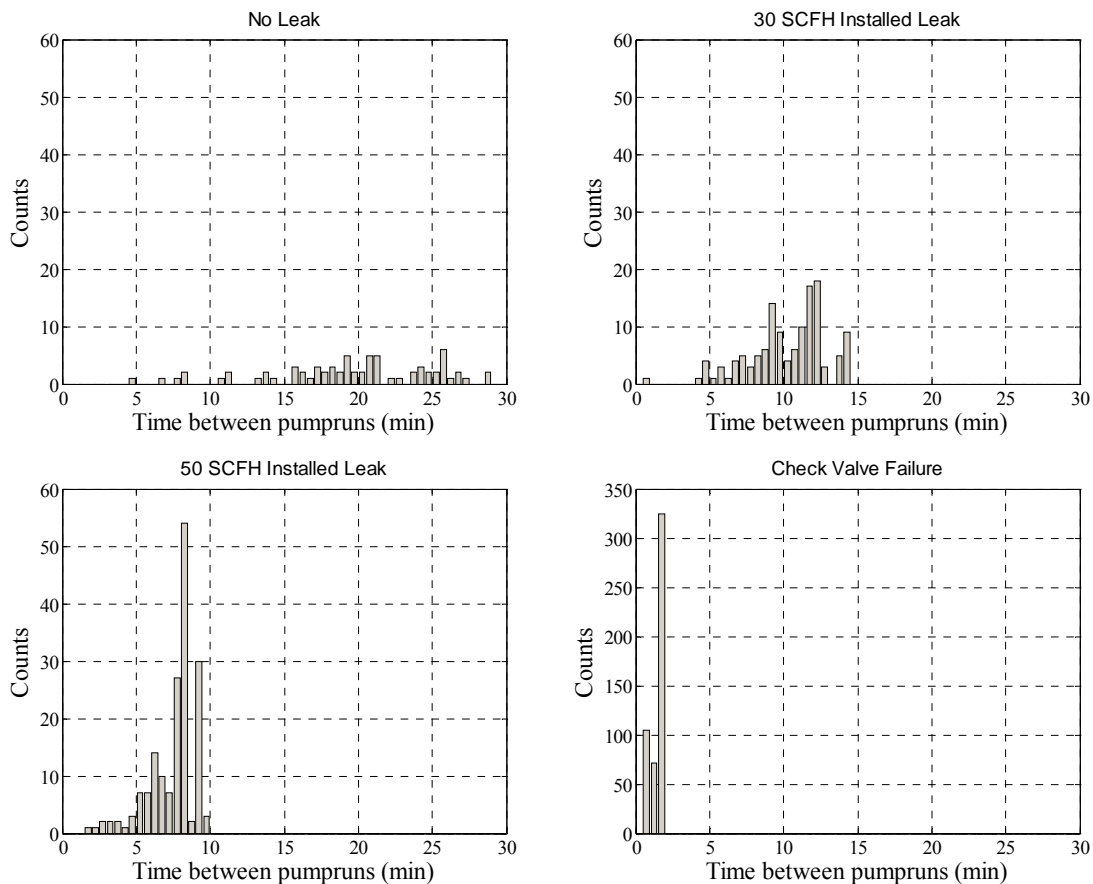 No Leak
60
50
40
30
20
10
0
Counts
0 5 10 15 20 25 30
Time between pumpruns (min)
30 SCFH Installed Leak
60
50
40
30
20
10
0
Counts
0 5 10 15 20 25 30
Time between pumpruns (min)
50 SCFH Installed Leak
60
50
40
30
20
10
0
Counts
0 5 10 15 20 25 30
Time between pumpruns (min)
Check Valve Failure
350
300
250
200
150
100
50
0
Counts
0 5 10 15 20 25 30
Time between pumpruns (min)